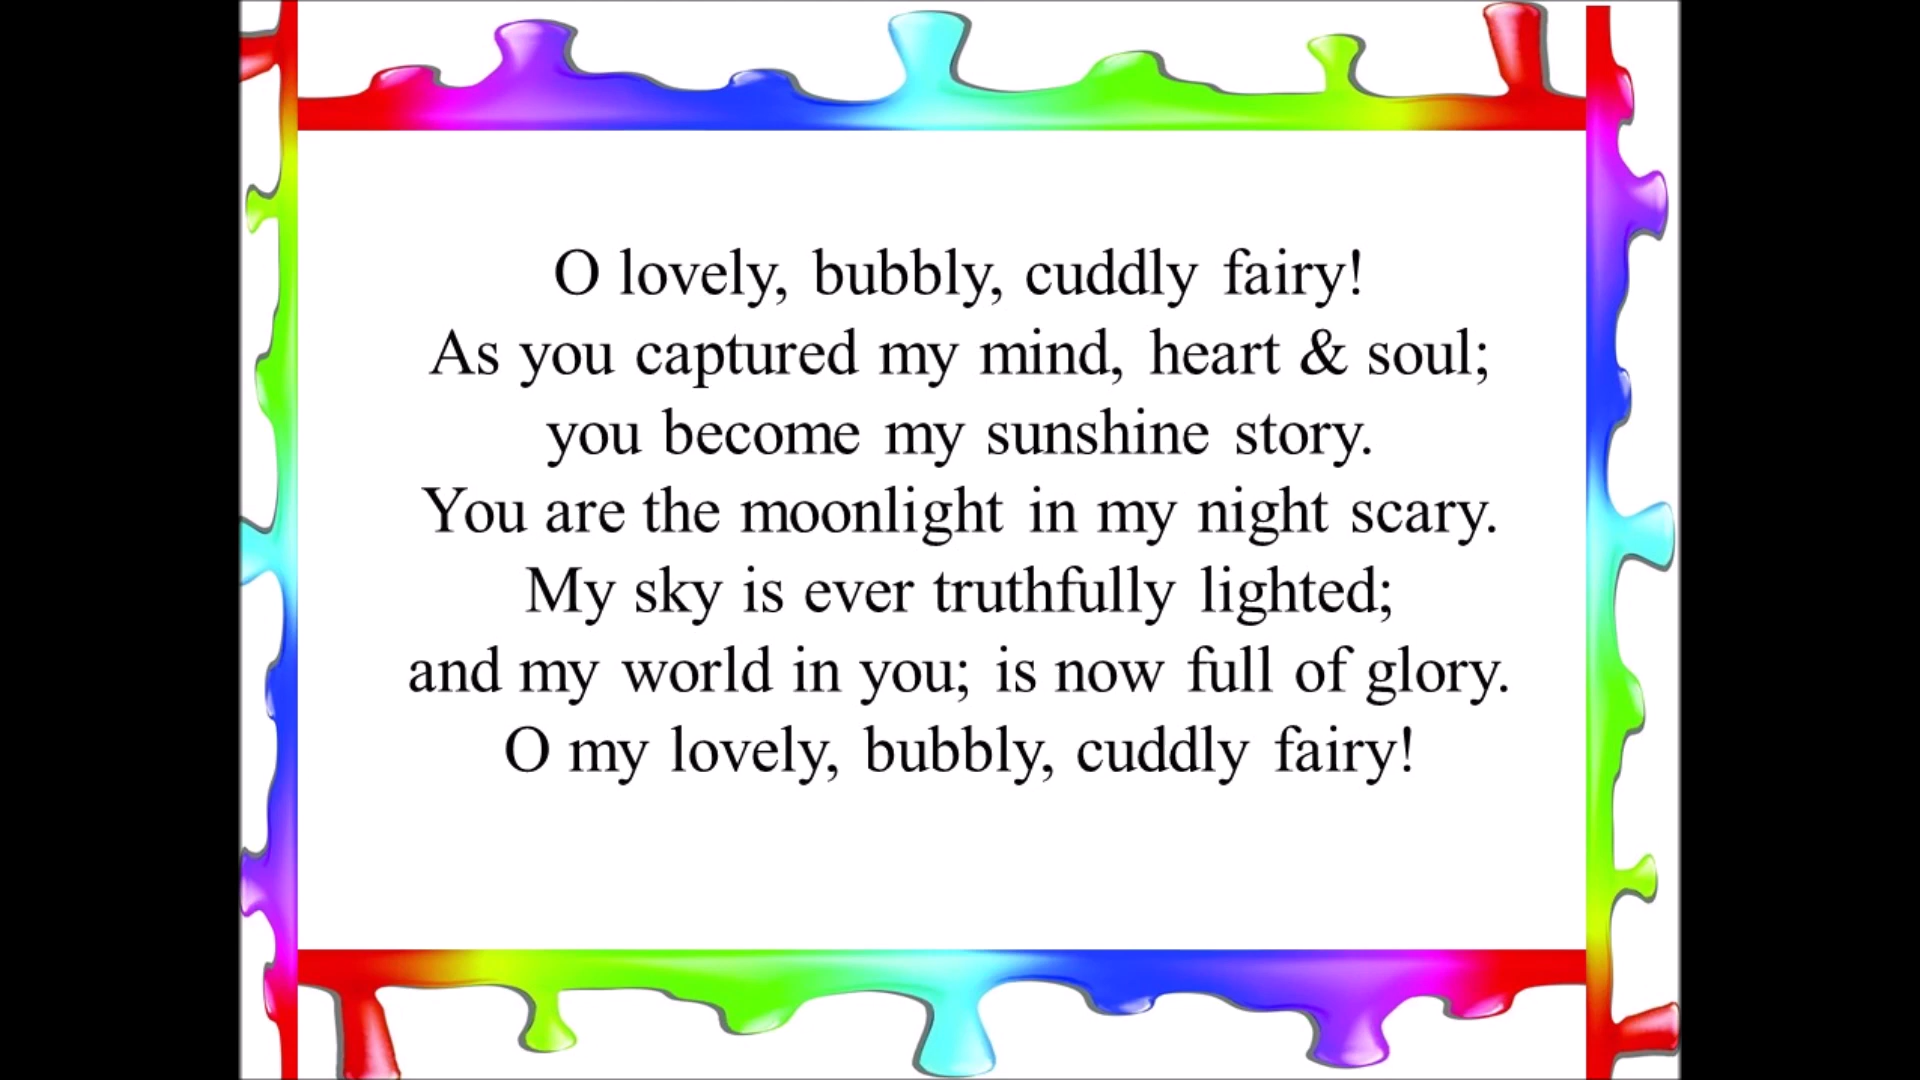 O lovely, bubbly, cuddly fairy!
As you captured my mind, heart & soul;
you become my sunshine story.
You are the moonlight in my night scary.
My sky is ever truthfully lighted;
and my world in you; is now full of glory.
O my lovely, bubbly, cuddly fairy!